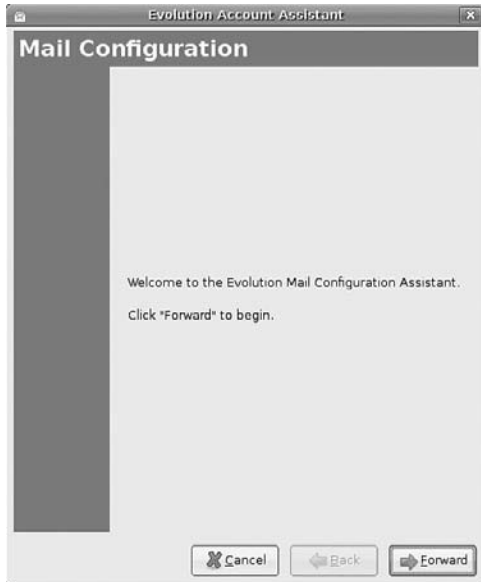 Evolution Account Assistant
Mail Configuration
Welcome to the Evolution Mail Configuration Assistant.
Click "Forward" to begin.
Cancel
Back
Forward